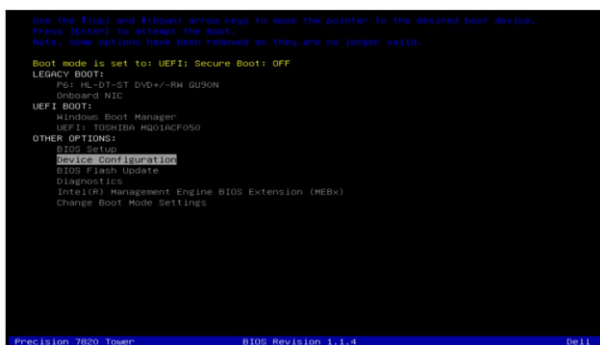 Use the ↑(Up) and ↓(Down) arrow keys to move the pointer to the desired boot device.
Press [Enter] to attempt the boot.
Note, some options have been removed as they are no longer valid.
Boot mode is set to: UEFI; Secure Boot: OFF
LEGACY BOOT:
P6: HL-DT-ST DVD+/-RW GU90N
Onboard NIC
UEFI BOOT:
Windows Boot Manager
UEFI: TOSHIBA MQ01ACF050
OTHER OPTIONS:
BIOS Setup
Device Configuration
BIOS Flash Update
Diagnostics
Intel(R) Management Engine BIOS Extension (MEBx)
Change Boot Mode Settings
Precision 7820 Tower BIOS Revision 1.1.4 Dell